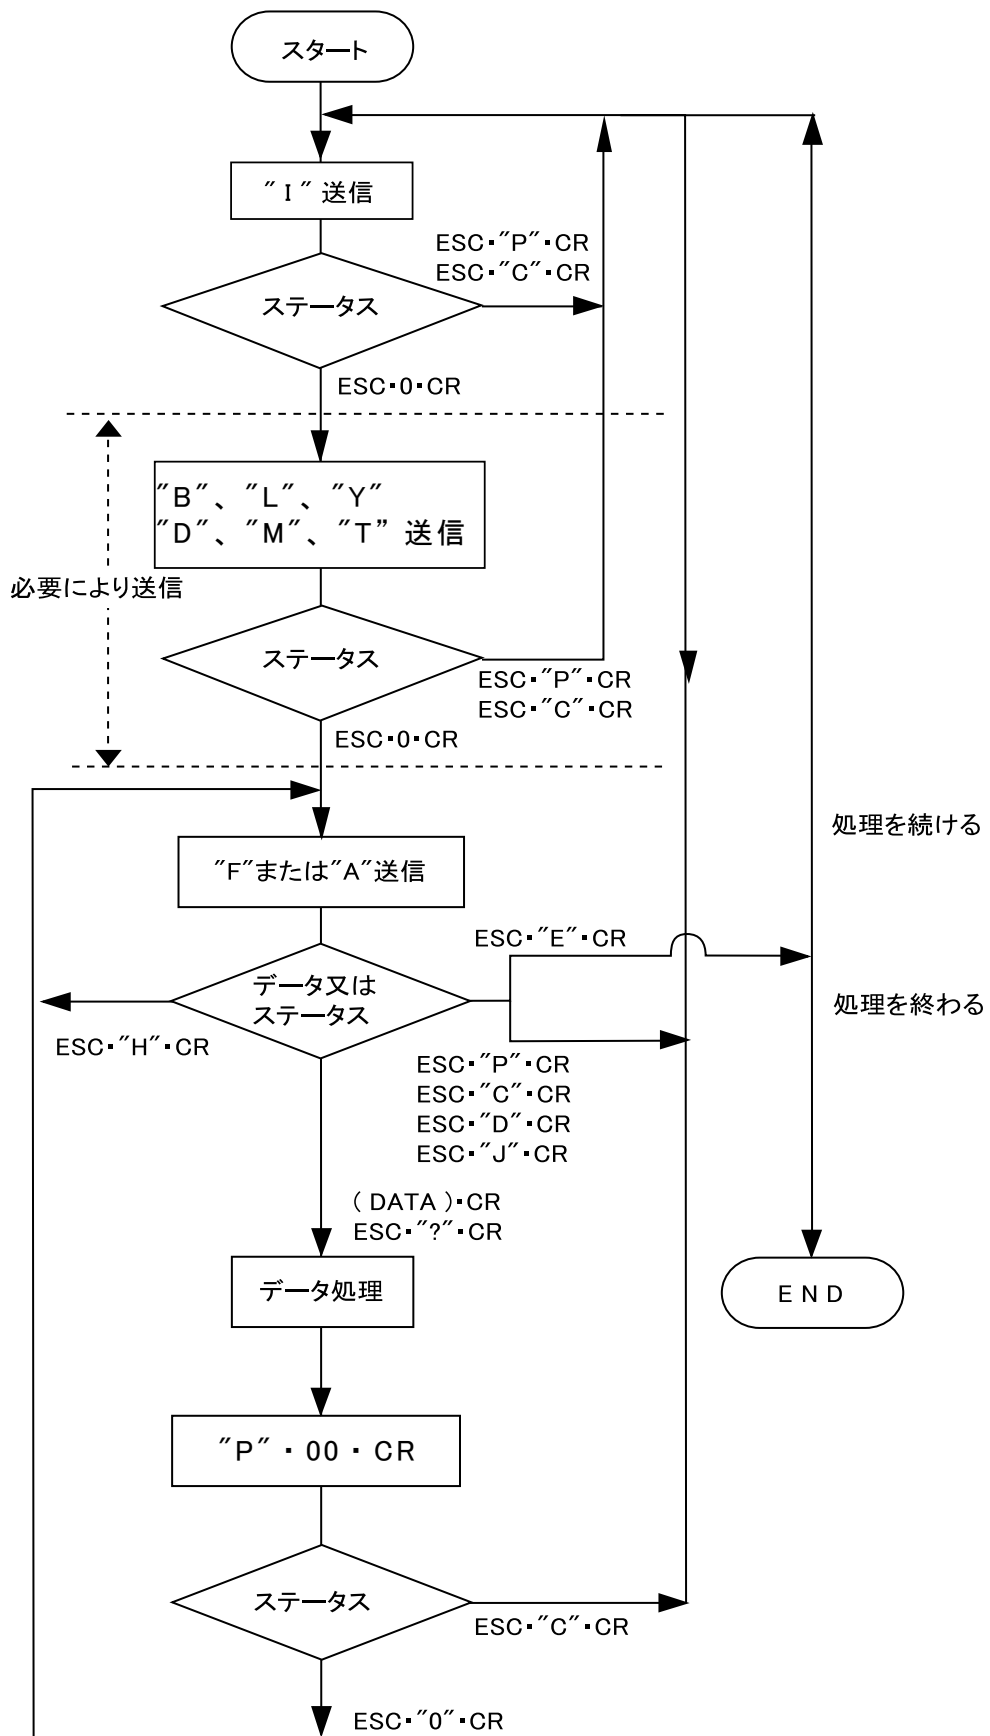 スタート
″I″送信
ESC・″P″・CR
ESC・″C″・CR
ステータス
ESC・0・CR
″B″、″L″、″Y″
″D″、″M″、″T” 送信
必要により送信
ステータス
ESC・″P″・CR
ESC・″C″・CR
ESC・0・CR
処理を続ける
″F″または″A″送信
ESC・″E″・CR
データ又は
ステータス
処理を終わる
ESC・″H″・CR
ESC・″P″・CR
ESC・″C″・CR
ESC・″D″・CR
ESC・″J″・CR
( DATA )・CR
ESC・″?″・CR
データ処理
END
″P″・00・CR
ステータス
ESC・″C″・CR
ESC・″0″・CR